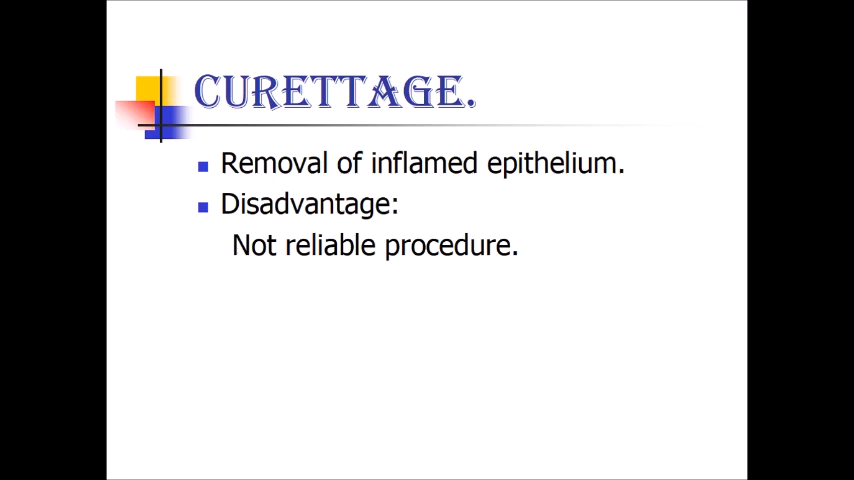 CURETTAGE.
Removal of inflamed epithelium.
Disadvantage:
Not reliable procedure.